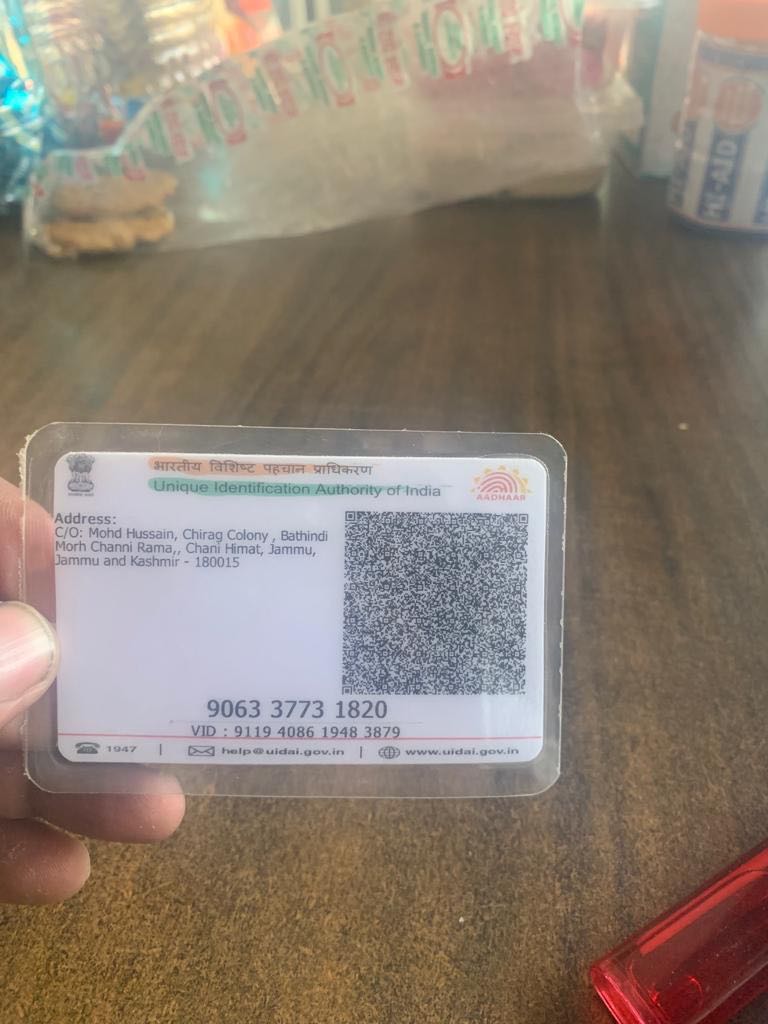 RE-AID
भारतीय विशिष्ट पहचान प्राधिकरण
Unique Identification Authority of India
AADHAAR
Address:
C/O: Mohd Hussain, Chirag Colony , Bathindi
Morh Channi Rama,, Chani Himat, Jammu,
Jammu and Kashmir - 180015
9063 3773 1820
VID : 9119 4086 1948 3879
1947 | help@uidai.gov.in | www.uidai.gov.in